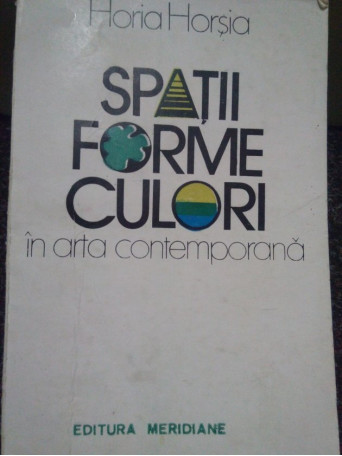 Horia Horșia
SPAȚII
FORME
CULORI
în arta contemporană
EDITURA MERIDIANE